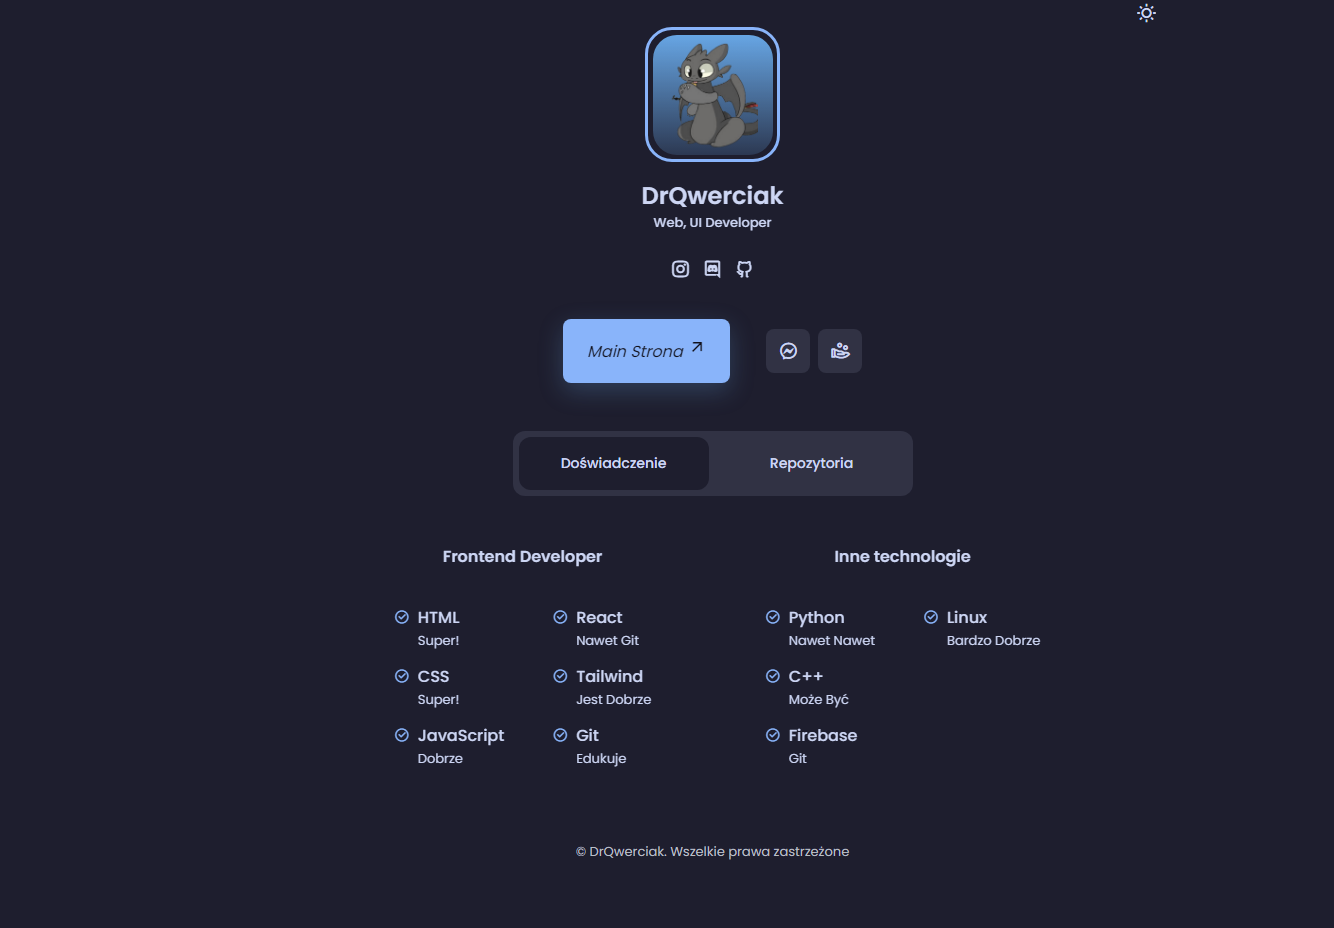 DrQwerciak
Web, UI Developer
Main Strona
Doświadczenie
Repozytoria
Frontend Developer
HTML
Super!
CSS
Super!
JavaScript
Dobrze
React
Nawet Git
Tailwind
Jest Dobrze
Git
Edukuje
Inne technologie
Python
Nawet Nawet
C++
Może Być
Firebase
Git
Linux
Bardzo Dobrze
© DrQwerciak. Wszelkie prawa zastrzeżone